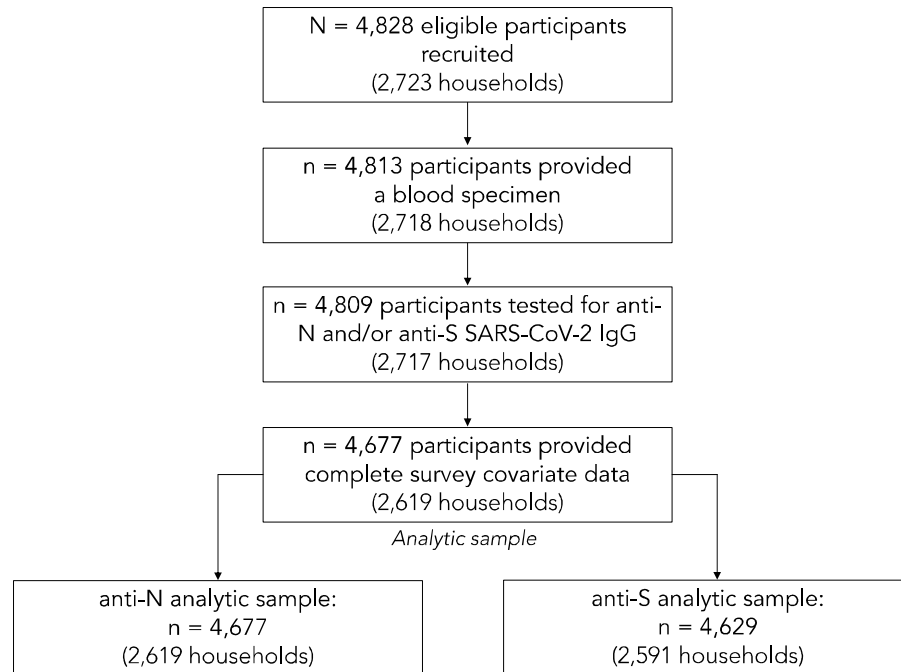 N = 4,828 eligible participants
recruited
(2,723 households)
n = 4,813 participants provided
a blood specimen
(2,718 households)
n = 4,809 participants tested for anti-
N and/or anti-S SARS-CoV-2 IgG
(2,717 households)
n = 4,677 participants provided
complete survey covariate data
(2,619 households)
Analytic sample
anti-N analytic sample:
n = 4,677
(2,619 households)
anti-S analytic sample:
n = 4,629
(2,591 households)